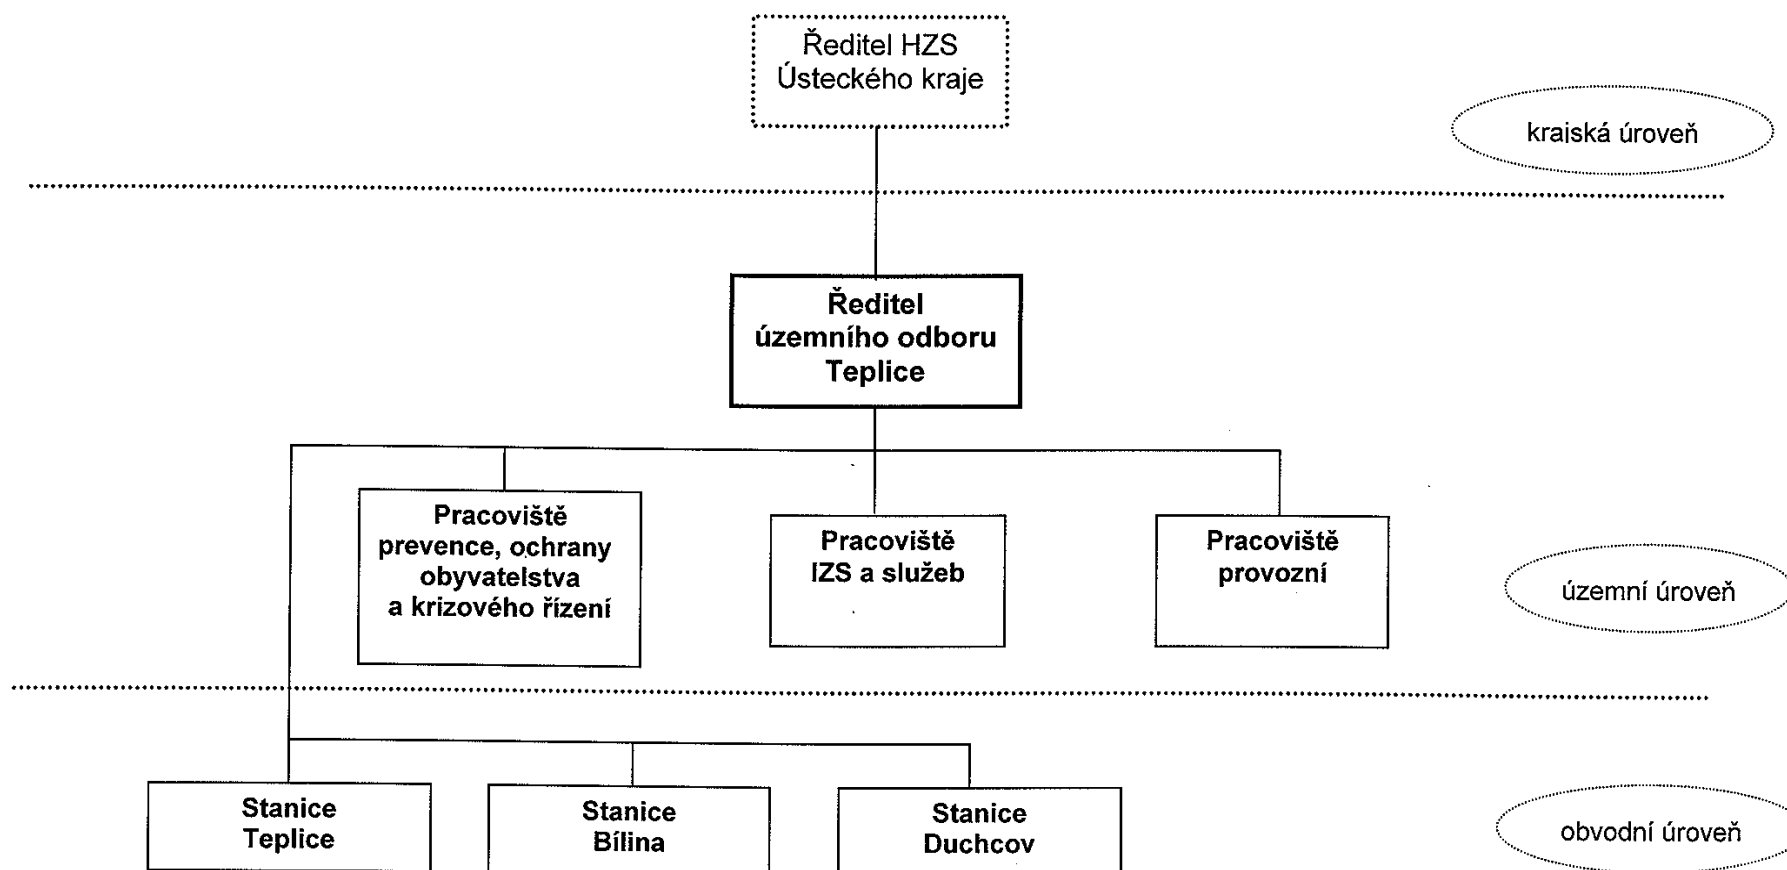 Ředitel HZS
Ústeckého kraje
kraiská úroveň
Ředitel
územního odboru
Teplice
Pracoviště
prevence, ochrany
obyvatelstva
a krizového řízení
Pracoviště
IZS a služeb
Pracoviště
provozní
územní úroveň
Stanice
Teplice
Stanice
Bílina
Stanice
Duchcov
obvodní úroveň